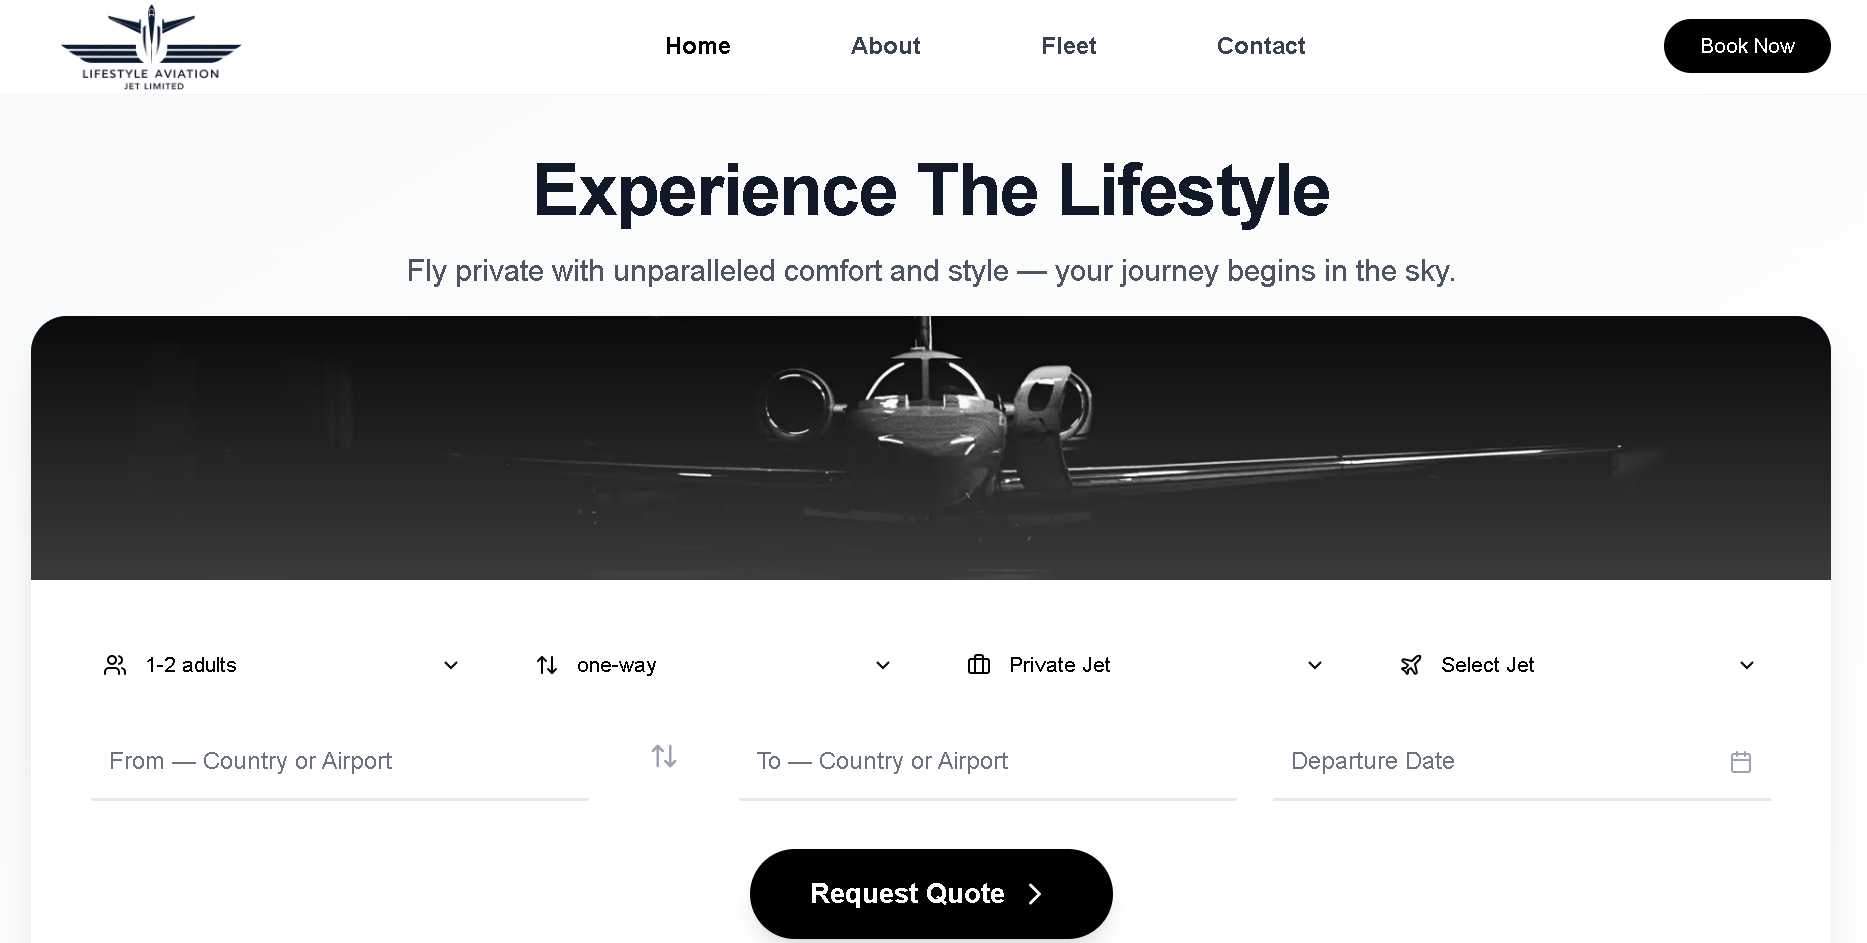 LIFESTYLE AVIATION
JET LIMITED
Home
About
Fleet
Contact
Book Now
Experience The Lifestyle
Fly private with unparalleled comfort and style — your journey begins in the sky.
1-2 adults
one-way
Private Jet
Select Jet
From — Country or Airport
To — Country or Airport
Departure Date
Request Quote